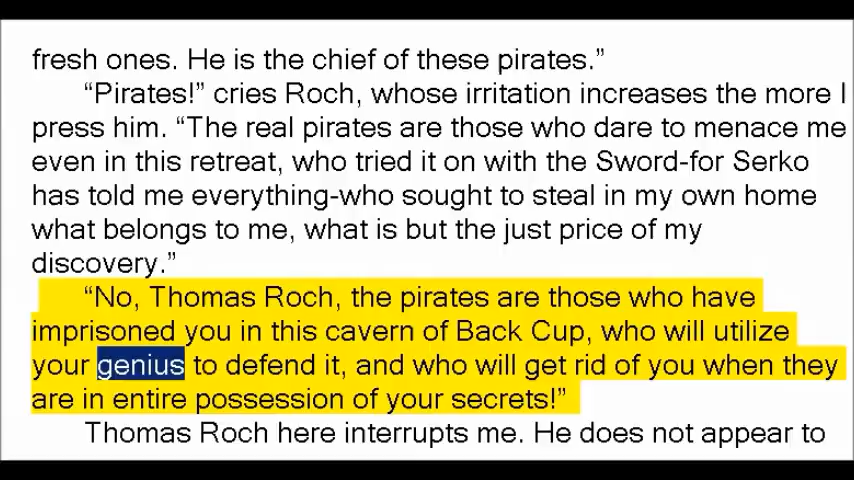 fresh ones. He is the chief of these pirates.”
“Pirates!” cries Roch, whose irritation increases the more I
press him. “The real pirates are those who dare to menace me
even in this retreat, who tried it on with the Sword-for Serko
has told me everything-who sought to steal in my own home
what belongs to me, what is but the just price of my
discovery.”
“No, Thomas Roch, the pirates are those who have
imprisoned you in this cavern of Back Cup, who will utilize
your genius to defend it, and who will get rid of you when they
are in entire possession of your secrets!”
Thomas Roch here interrupts me. He does not appear to